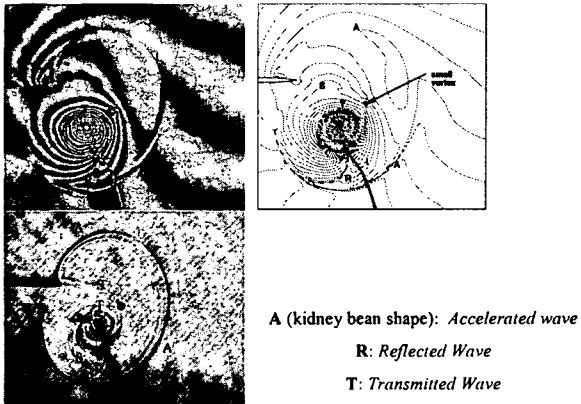 A
small
vortex
T
R
A
A (kidney bean shape): Accelerated wave
R: Reflected Wave
T: Transmitted Wave